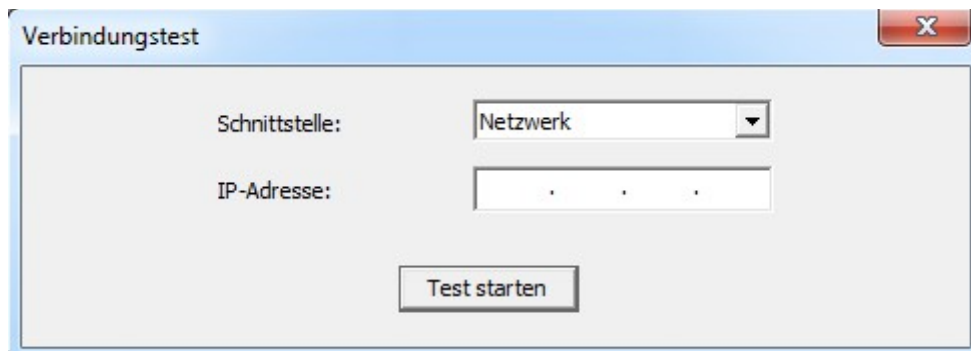 Verbindungstest
Schnittstelle: Netzwerk
IP-Adresse: . . .
Test starten